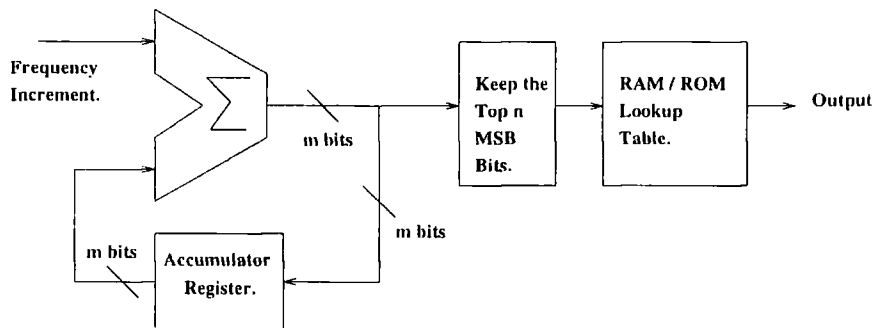 Frequency
Increment.
Σ
m bits
m bits
m bits
Accumulator
Register.
Keep the
Top n
MSB
Bits.
RAM / ROM
Lookup
Table.
Output